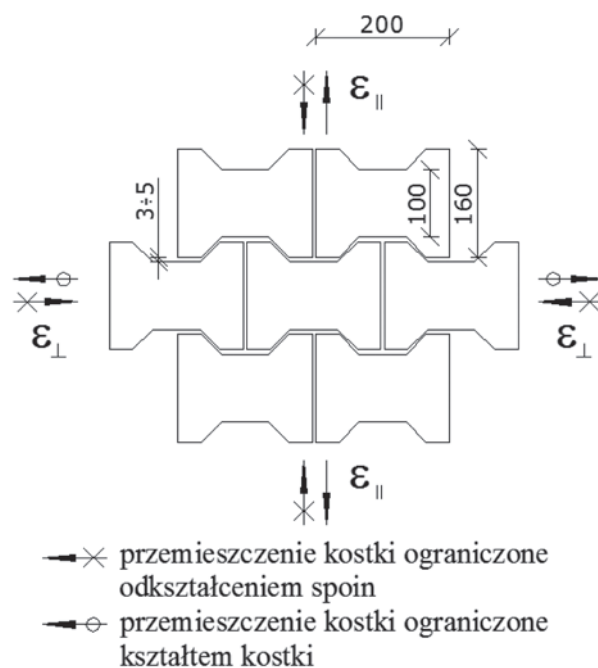 200
ε||
3÷5
100
160
ε⊥
ε⊥
ε||
przemieszczenie kostki ograniczone
odkształceniem spoin
przemieszczenie kostki ograniczone
kształtem kostki